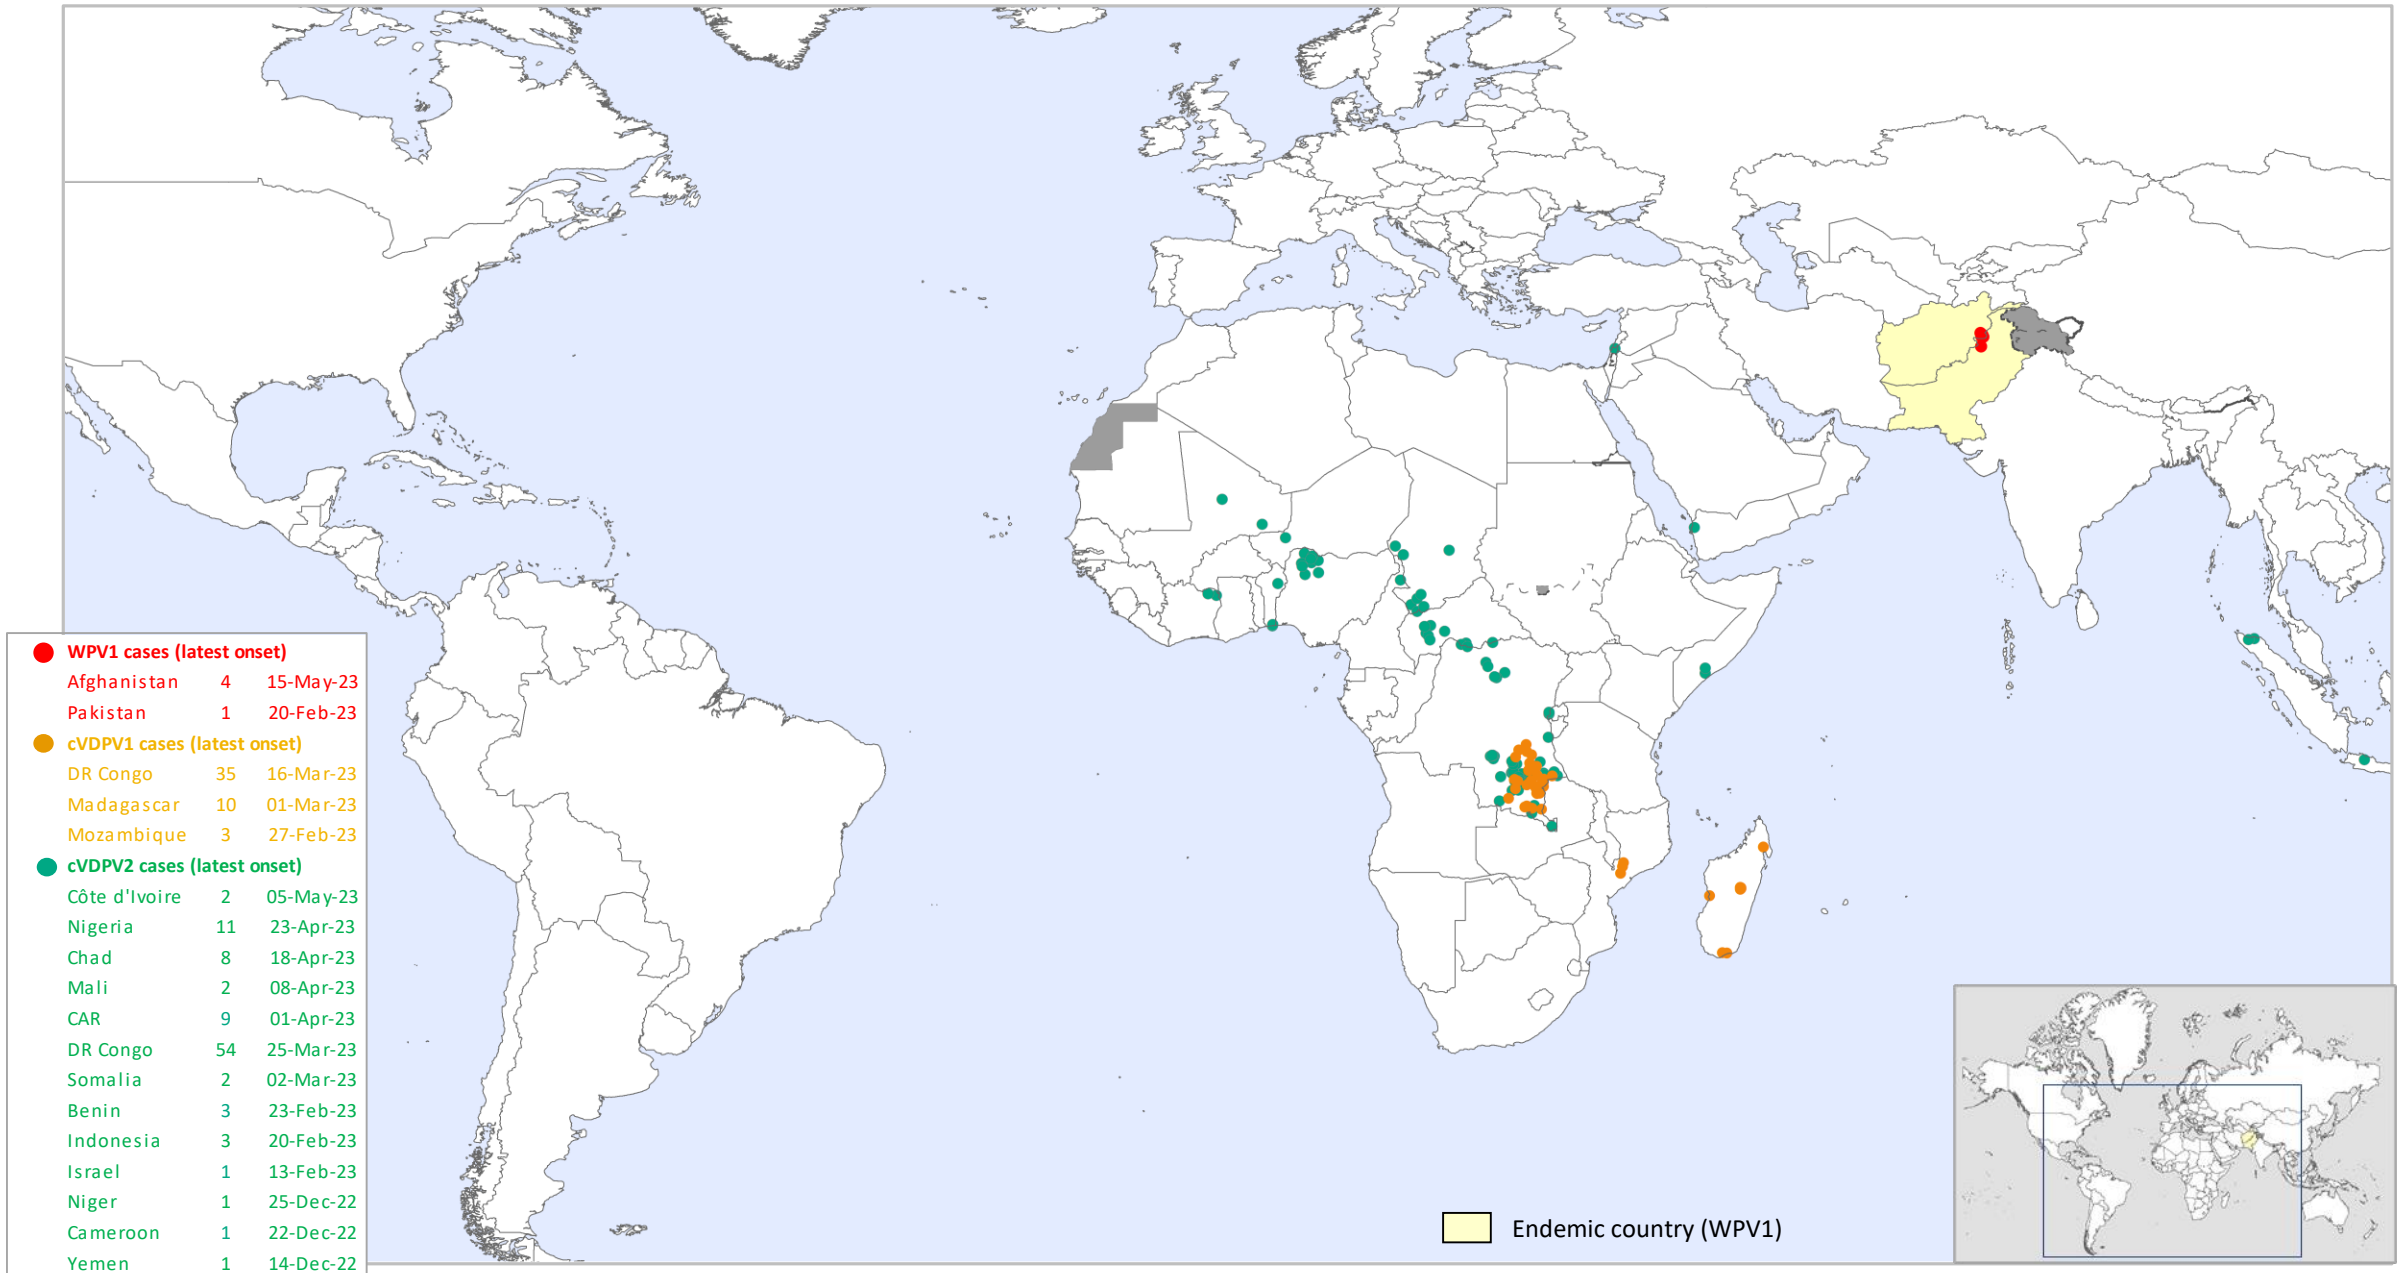 WPV1 cases (latest onset)
Afghanistan 4 15-May-23
Pakistan 1 20-Feb-23
cVDPV1 cases (latest onset)
DR Congo 35 16-Mar-23
Madagascar 10 01-Mar-23
Mozambique 3 27-Feb-23
cVDPV2 cases (latest onset)
Côte d'Ivoire 2 05-May-23
Nigeria 11 23-Apr-23
Chad 8 18-Apr-23
Mali 2 08-Apr-23
CAR 9 01-Apr-23
DR Congo 54 25-Mar-23
Somalia 2 02-Mar-23
Benin 3 23-Feb-23
Indonesia 3 20-Feb-23
Israel 1 13-Feb-23
Niger 1 25-Dec-22
Cameroon 1 22-Dec-22
Yemen 1 14-Dec-22
Endemic country (WPV1)